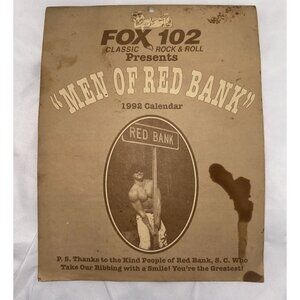 FOX 102
CLASSIC ROCK & ROLL
Presents
"MEN OF RED BANK"
1992 Calendar
RED BANK
P. S. Thanks to the Kind People of Red Bank, S. C. Who
Take Our Ribbing with a Smile! You're the Greatest!